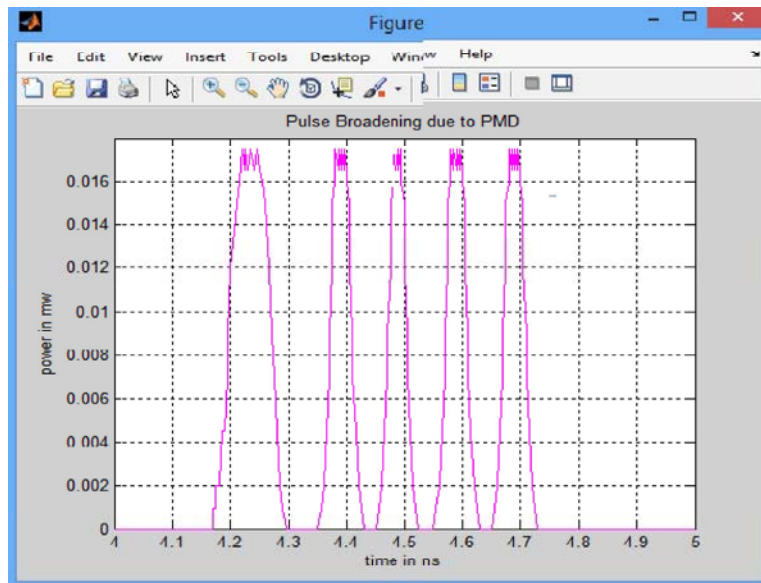 Figure
File Edit View Insert Tools Desktop Window Help
Pulse Broadening due to PMD
power in mw
0.016
0.014
0.012
0.01
0.008
0.006
0.004
0.002
0
4 4.1 4.2 4.3 4.4 4.5 4.6 4.7 4.8 4.9 5
time in ns